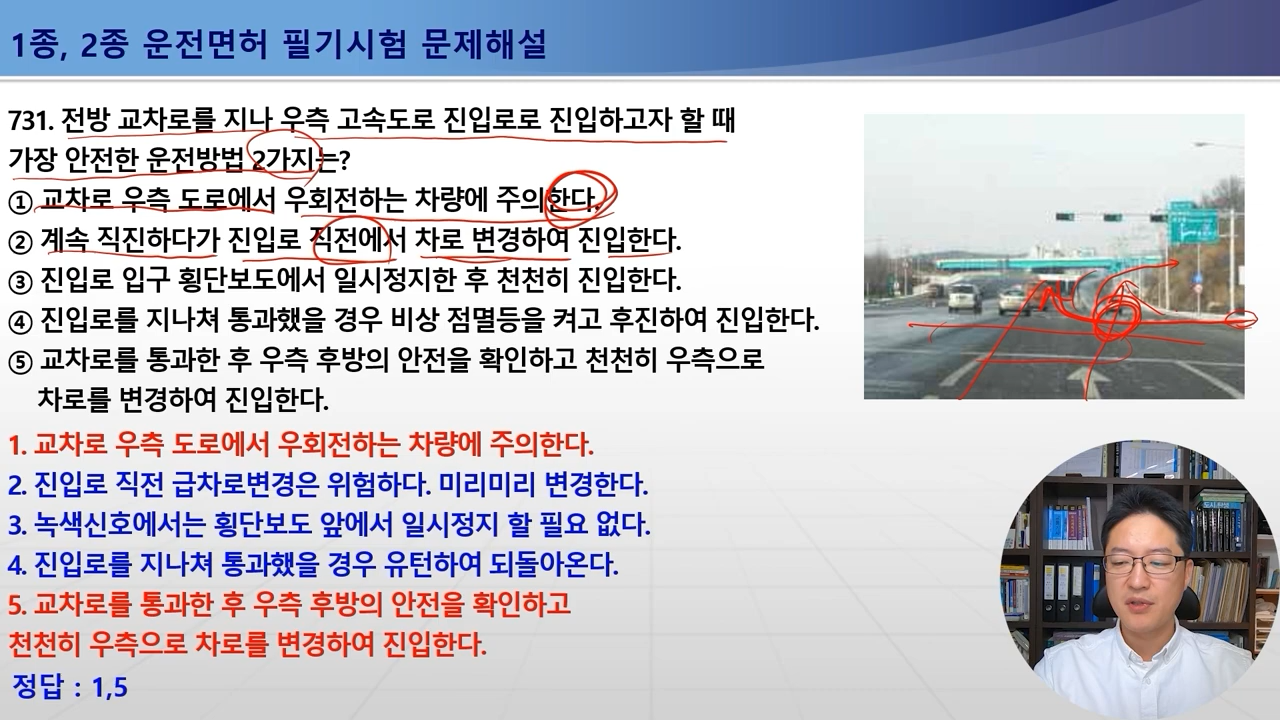 1종, 2종 운전면허 필기시험 문제해설
731. 전방 교차로를 지나 우측 고속도로 진입로로 진입하고자 할 때
가장 안전한 운전방법 2가지는?
① 교차로 우측 도로에서 우회전하는 차량에 주의한다.
② 계속 직진하다가 진입로 직전에서 차로 변경하여 진입한다.
③ 진입로 입구 횡단보도에서 일시정지한 후 천천히 진입한다.
④ 진입로를 지나쳐 통과했을 경우 비상 점멸등을 켜고 후진하여 진입한다.
⑤ 교차로를 통과한 후 우측 후방의 안전을 확인하고 천천히 우측으로
차로를 변경하여 진입한다.
1. 교차로 우측 도로에서 우회전하는 차량에 주의한다.
2. 진입로 직전 급차로변경은 위험하다. 미리미리 변경한다.
3. 녹색신호에서는 횡단보도 앞에서 일시정지 할 필요 없다.
4. 진입로를 지나쳐 통과했을 경우 유턴하여 되돌아온다.
5. 교차로를 통과한 후 우측 후방의 안전을 확인하고
천천히 우측으로 차로를 변경하여 진입한다.
정답 : 1,5